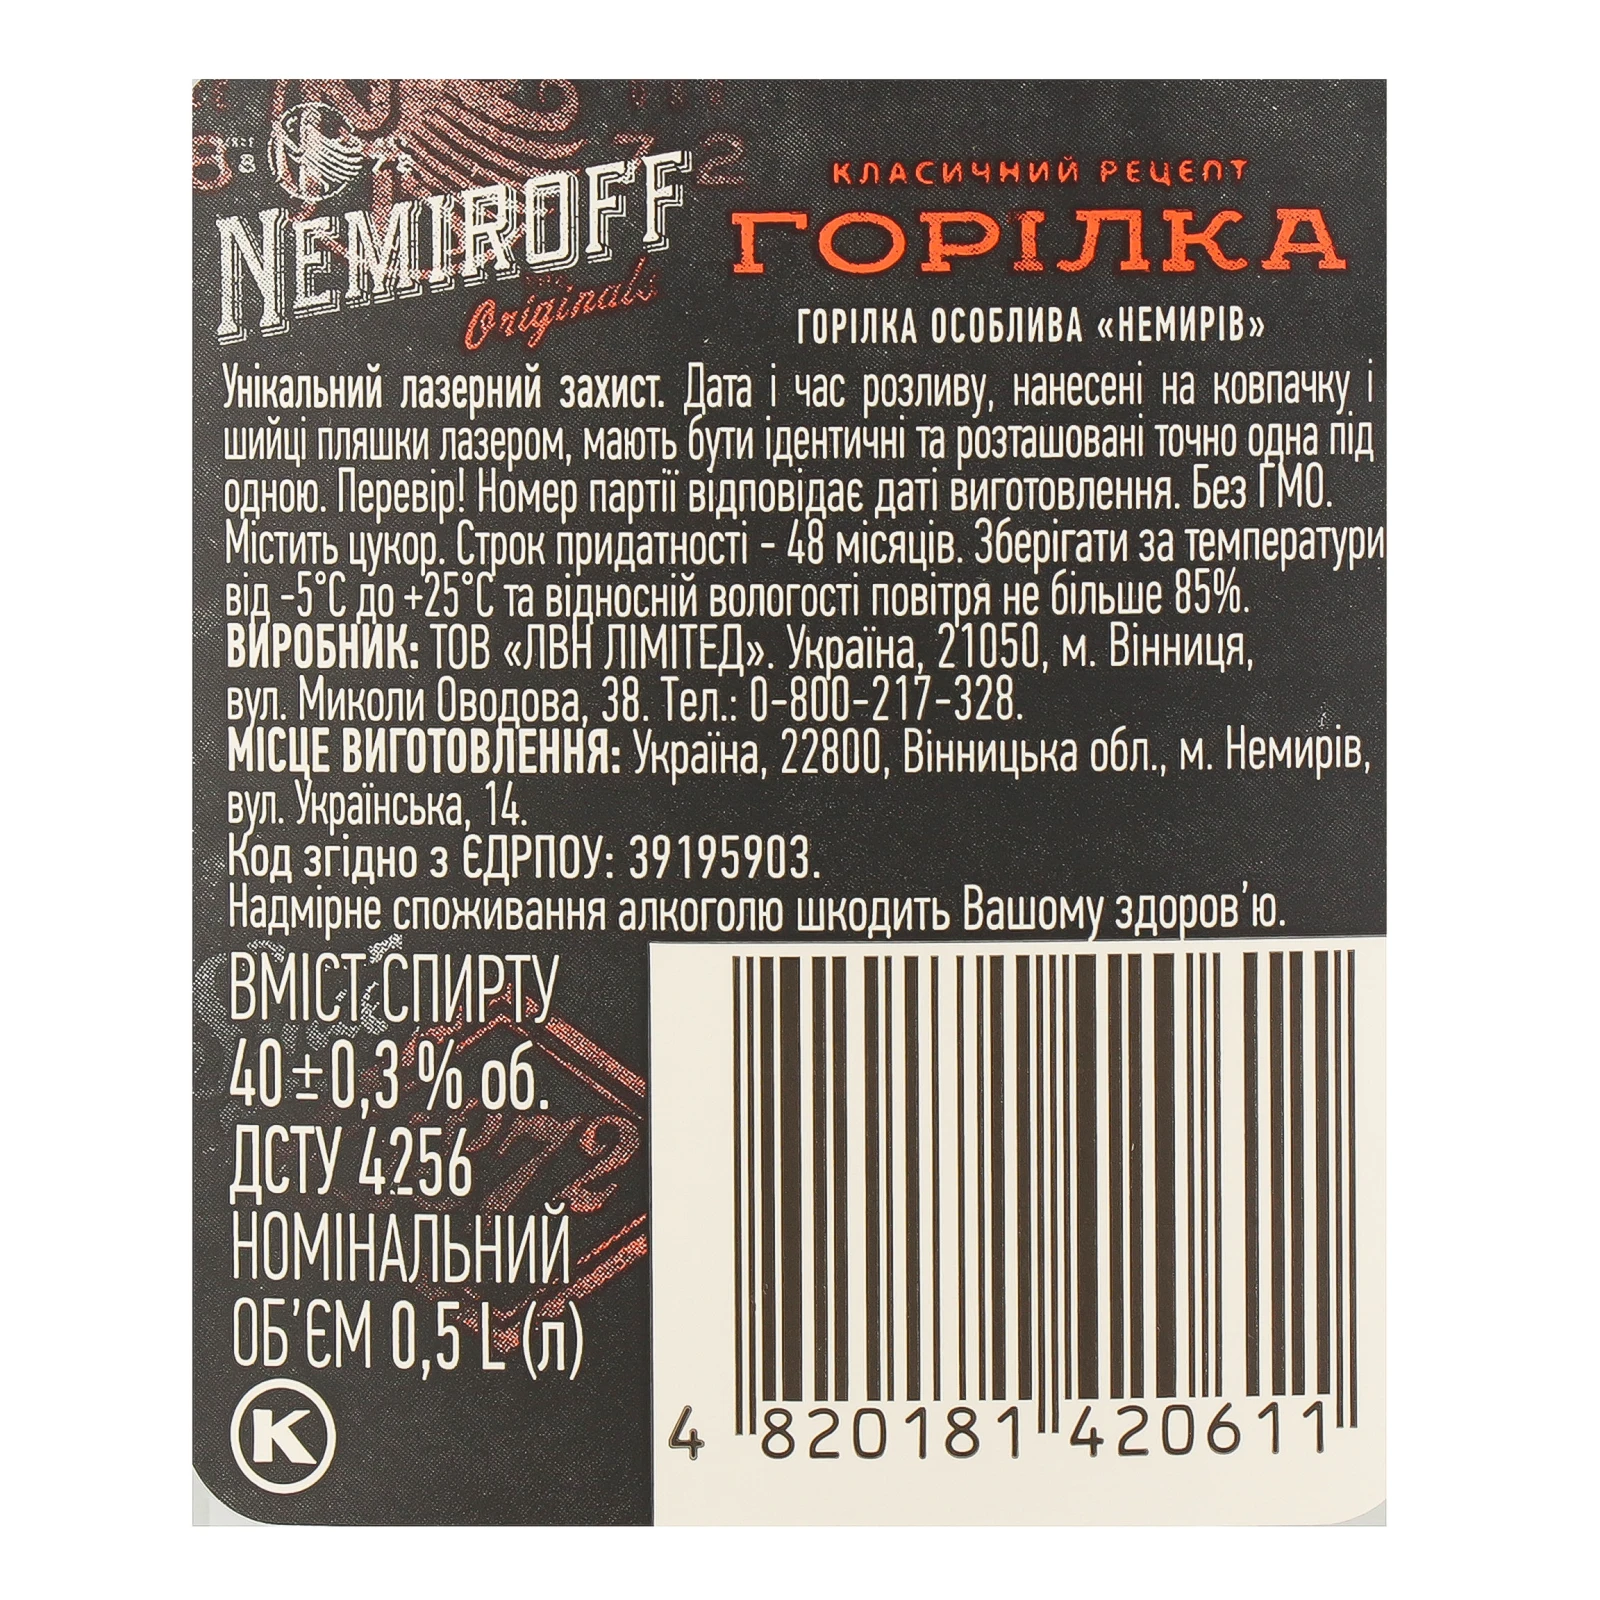 NEMIROFF
Originals
КЛАСИЧНИЙ РЕЦЕПТ
ГОРІЛКА
ГОРІЛКА ОСОБЛИВА «НЕМИРІВ»
Унікальний лазерний захист. Дата і час розливу, нанесені на ковпачку і
шийці пляшки лазером, мають бути ідентичні та розташовані точно одна під
одною. Перевір! Номер партії відповідає даті виготовлення. Без ГМО.
Містить цукор. Строк придатності - 48 місяців. Зберігати за температури
від -5°С до +25°С та відносній вологості повітря не більше 85%.
ВИРОБНИК: ТОВ «ЛВН ЛІМІТЕД». Україна, 21050, м. Вінниця,
вул. Миколи Оводова, 38. Тел.: 0-800-217-328.
МІСЦЕ ВИГОТОВЛЕННЯ: Україна, 22800, Вінницька обл., м. Немирів,
вул. Українська, 14.
Код згідно з ЄДРПОУ: 39195903.
Надмірне споживання алкоголю шкодить Вашому здоров'ю.
ВМІСТ СПИРТУ
40±0,3 % об.
ДСТУ 4256
НОМІНАЛЬНИЙ
ОБ'ЄМ 0,5 L (л)
K
4 820181 420611